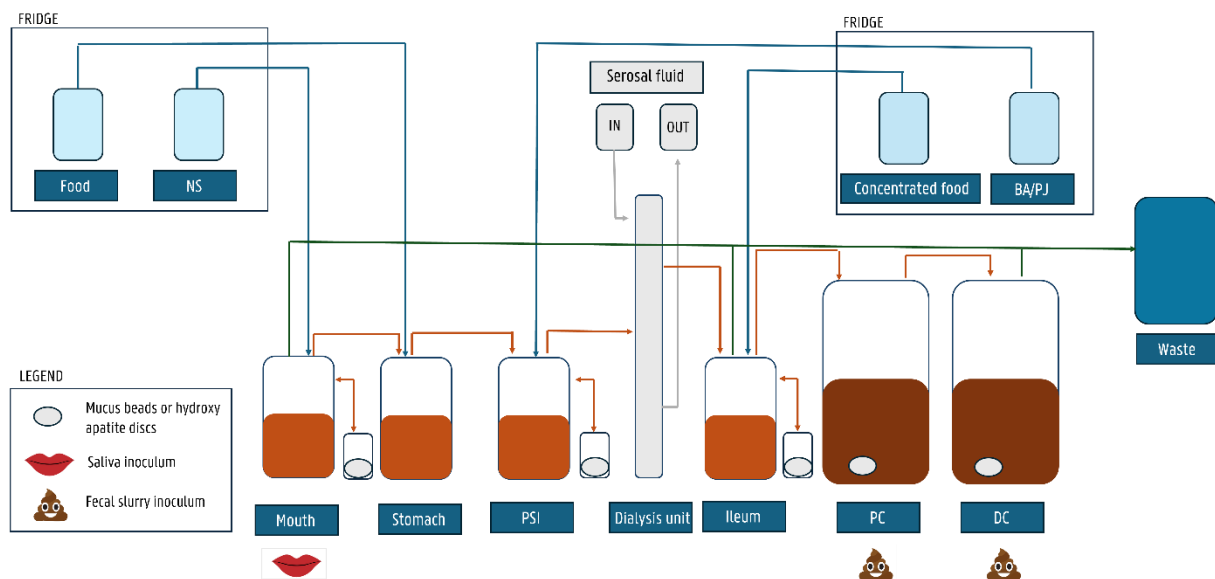 FRIDGE
FRIDGE
Serosal fluid
IN
OUT
Food
NS
Concentrated food
BA/PJ
Waste
LEGEND
Mucus beads or hydroxy
apatite discs
Saliva inoculum
Fecal slurry inoculum
Mouth
Stomach
PSI
Dialysis unit
Ileum
PC
DC